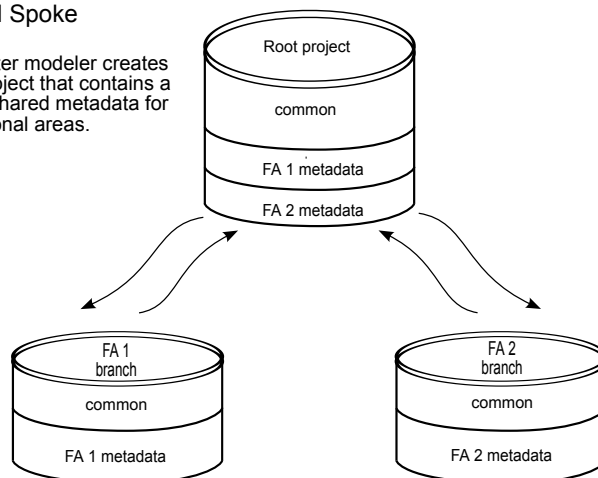 Spoke
ter modeler creates
oject that contains a
hared metadata for
onal areas.
Root project
common
FA 1 metadata
FA 2 metadata
FA 1
branch
common
FA 1 metadata
FA 2
branch
common
FA 2 metadata